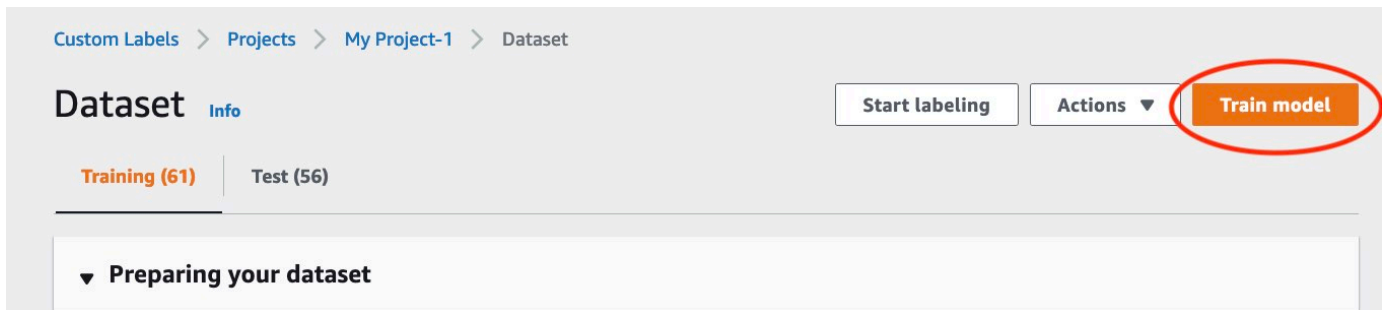 Custom Labels > Projects > My Project-1 > Dataset
Dataset Info
Start labeling Actions ▼ Train model
Training (61) Test (56)
▼ Preparing your dataset